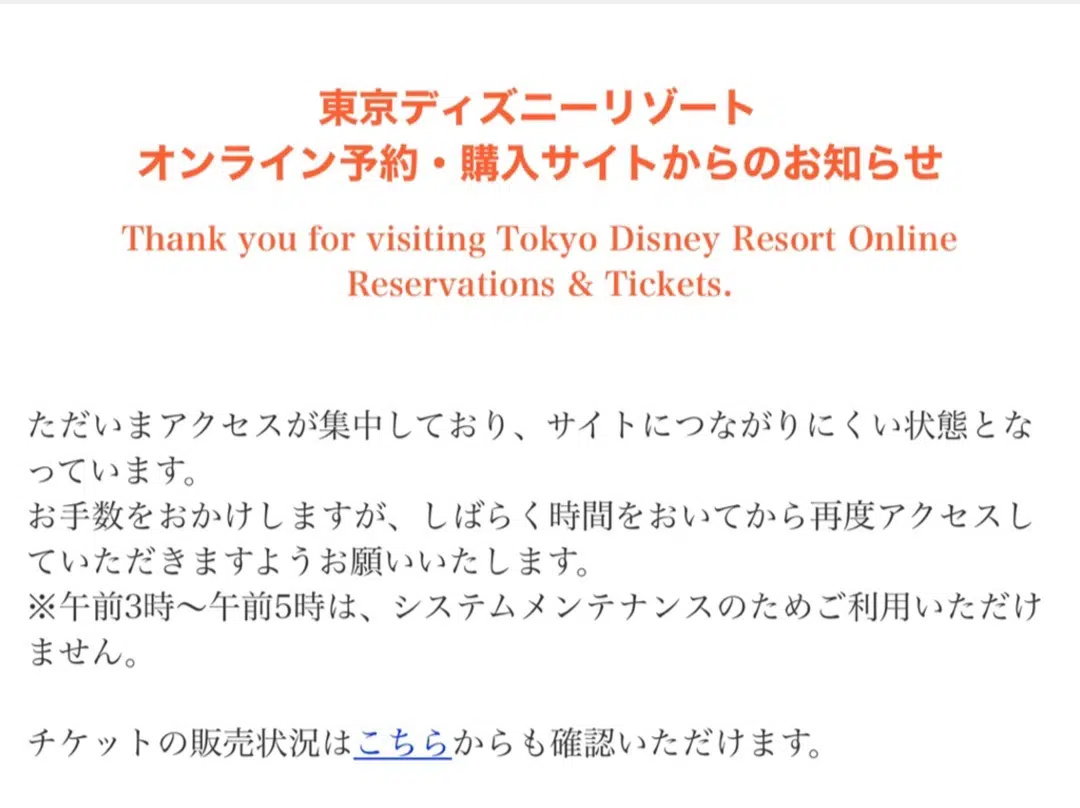 東京ディズニーリゾート
オンライン予約・購入サイトからのお知らせ
Thank you for visiting Tokyo Disney Resort Online
Reservations & Tickets.
ただいまアクセスが集中しており、サイトにつながりにくい状態とな
っています。
お手数をおかけしますが、しばらく時間をおいてから再度アクセスし
ていただきますようお願いいたします。
※午前3時～午前5時は、システムメンテナンスのためご利用いただけ
ません。
チケットの販売状況はこちらからも確認いただけます。